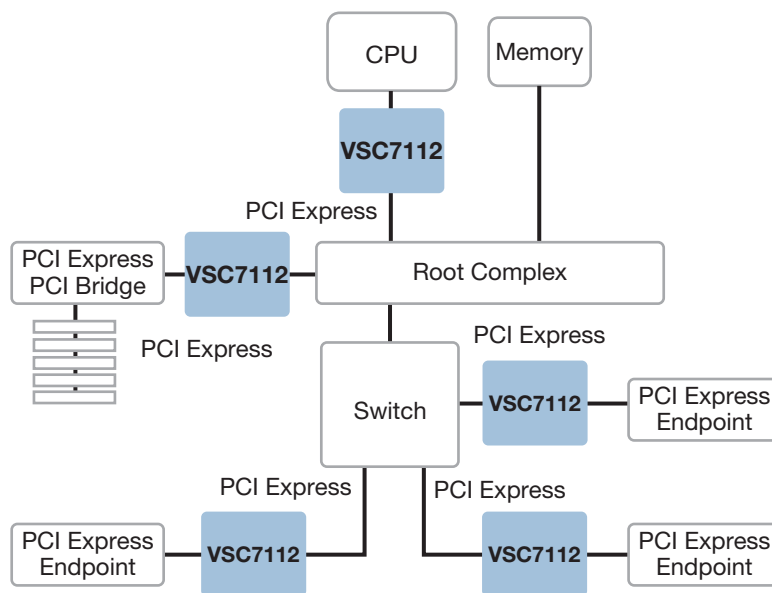 CPU
Memory
VSC7112
PCI Express
PCI Express
PCI Bridge
VSC7112
Root Complex
PCI Express
PCI Express
Switch
VSC7112
PCI Express
Endpoint
PCI Express
PCI Express
PCI Express
Endpoint
VSC7112
VSC7112
PCI Express
Endpoint